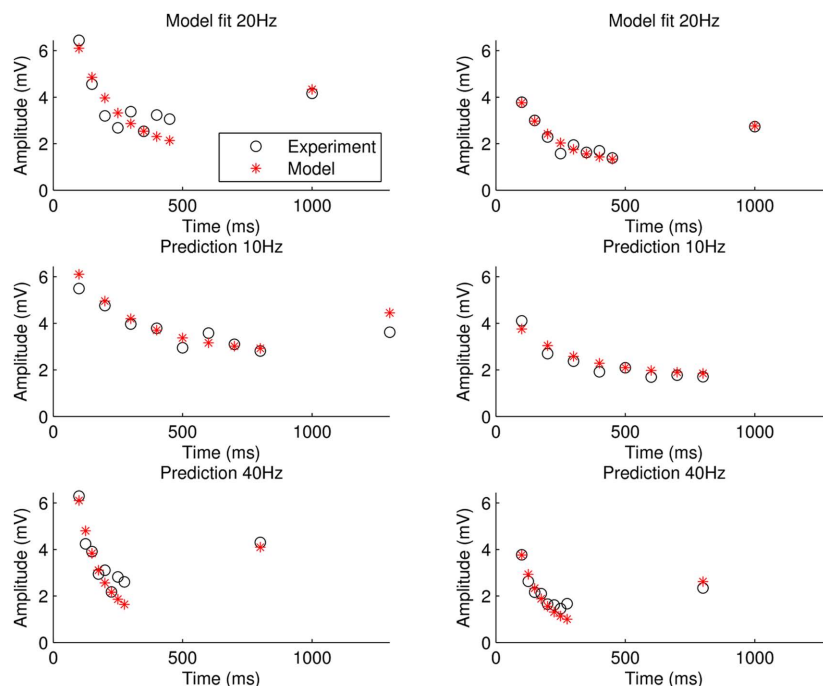 Model fit 20Hz
Amplitude (mV)
6
4
2
0
Experiment
Model
0 500 1000
Time (ms)
Model fit 20Hz
Amplitude (mV)
6
4
2
0
0 500 1000
Time (ms)
Prediction 10Hz
Amplitude (mV)
6
4
2
0
0 500 1000
Time (ms)
Prediction 10Hz
Amplitude (mV)
6
4
2
0
0 500 1000
Time (ms)
Prediction 40Hz
Amplitude (mV)
6
4
2
0
0 500 1000
Time (ms)
Prediction 40Hz
Amplitude (mV)
6
4
2
0
0 500 1000
Time (ms)